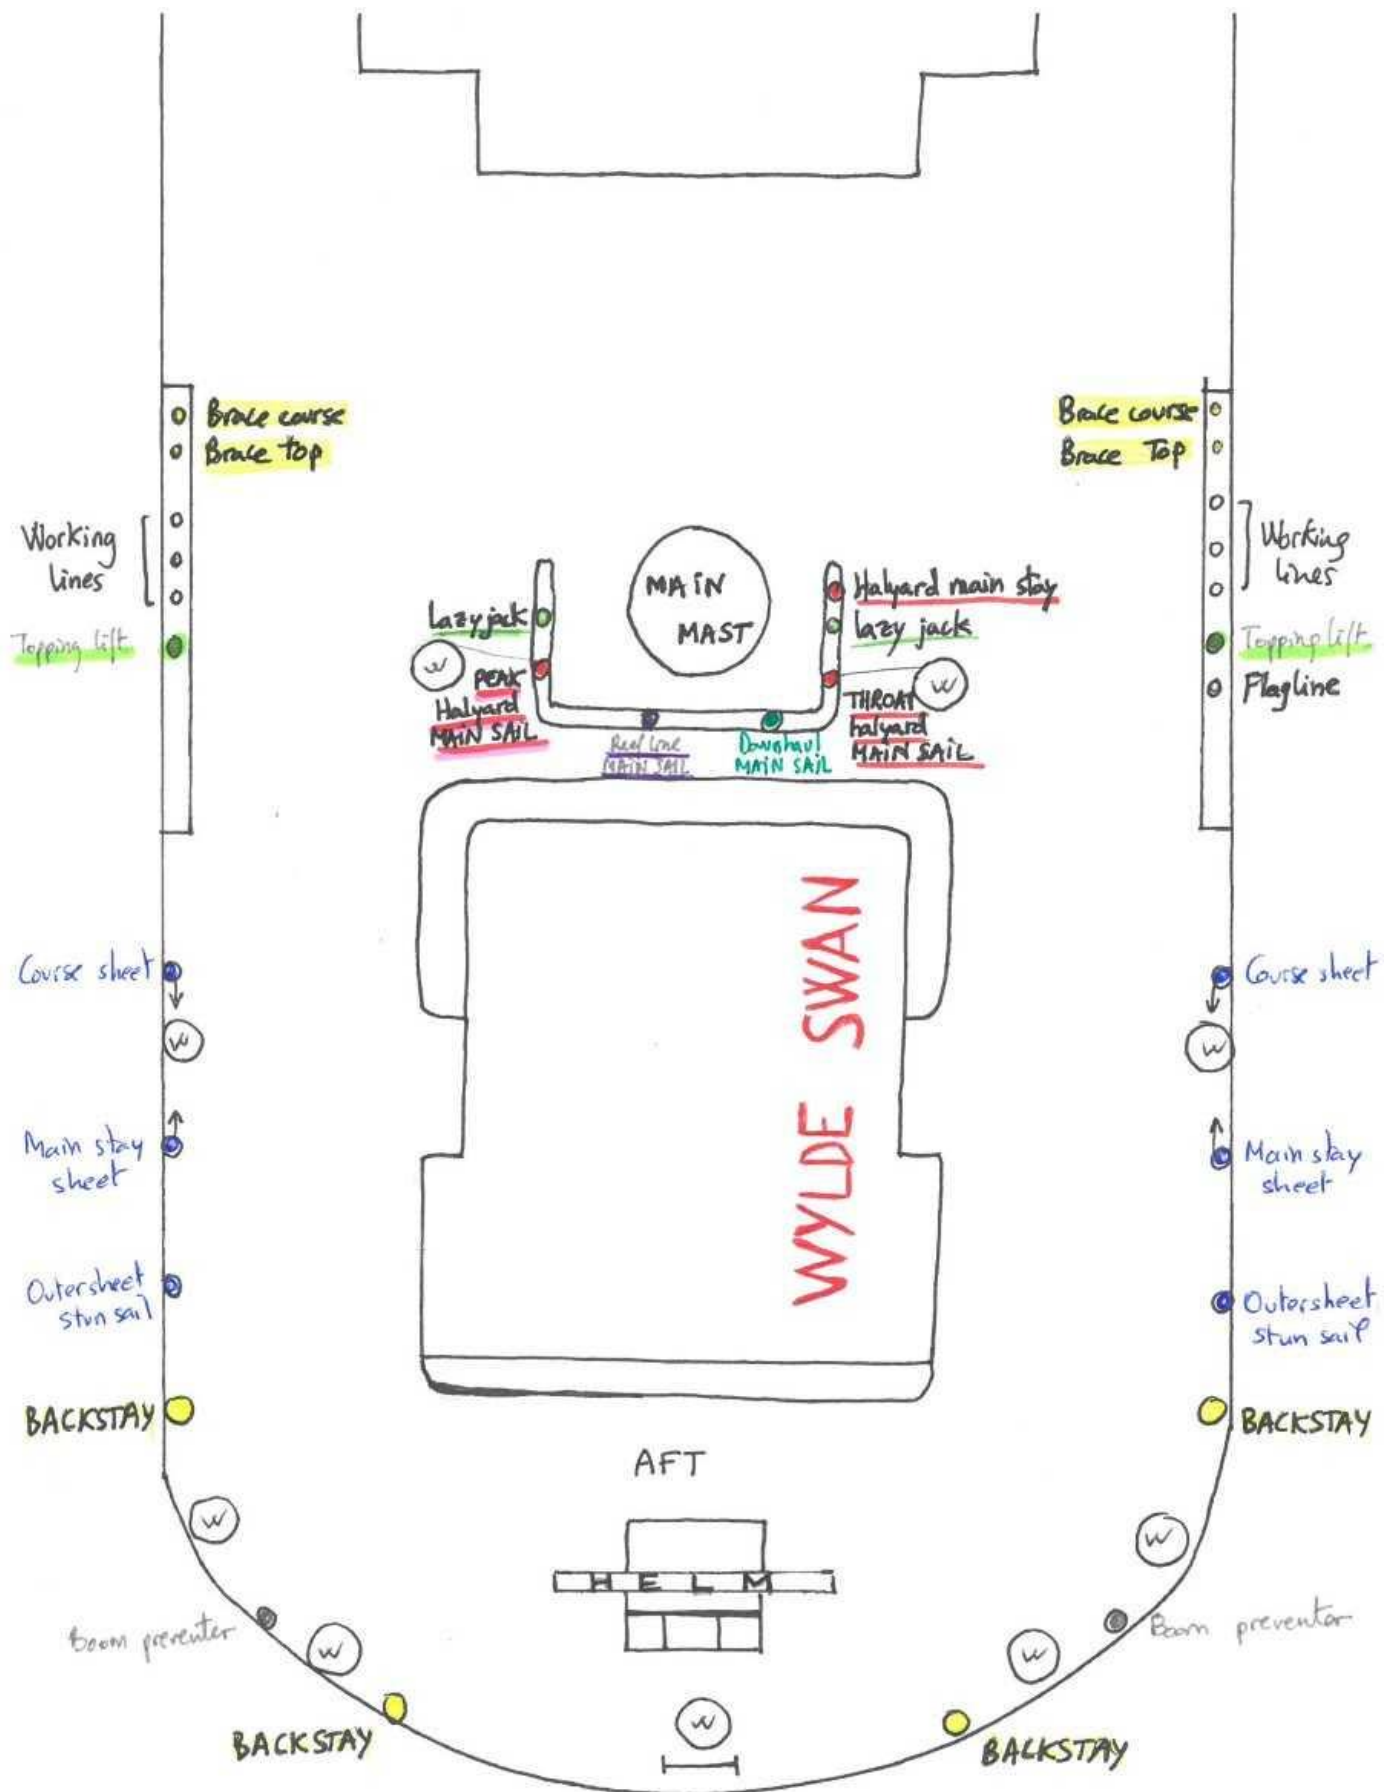 Brace course
Brace top
Working
lines
Topping lift
Brace course
Brace Top
Working
lines
Topping lift
Flagline
MAIN
MAST
lazy jack
W
PEAK
Halyard
MAIN SAIL
Halyard main stay
lazy jack
W
THROAT
halyard
MAIN SAIL
Reef line
MAIN SAIL
Downhaul
MAIN SAIL
WYLDE SWAN
Course sheet
W
Main stay
sheet
Outersheet
stun sail
BACKSTAY
Course sheet
W
Main stay
sheet
Outersheet
stun sail
BACKSTAY
AFT
W
W
HELM
Boom preventer
W
W
Boom preventer
BACKSTAY
W
BACKSTAY